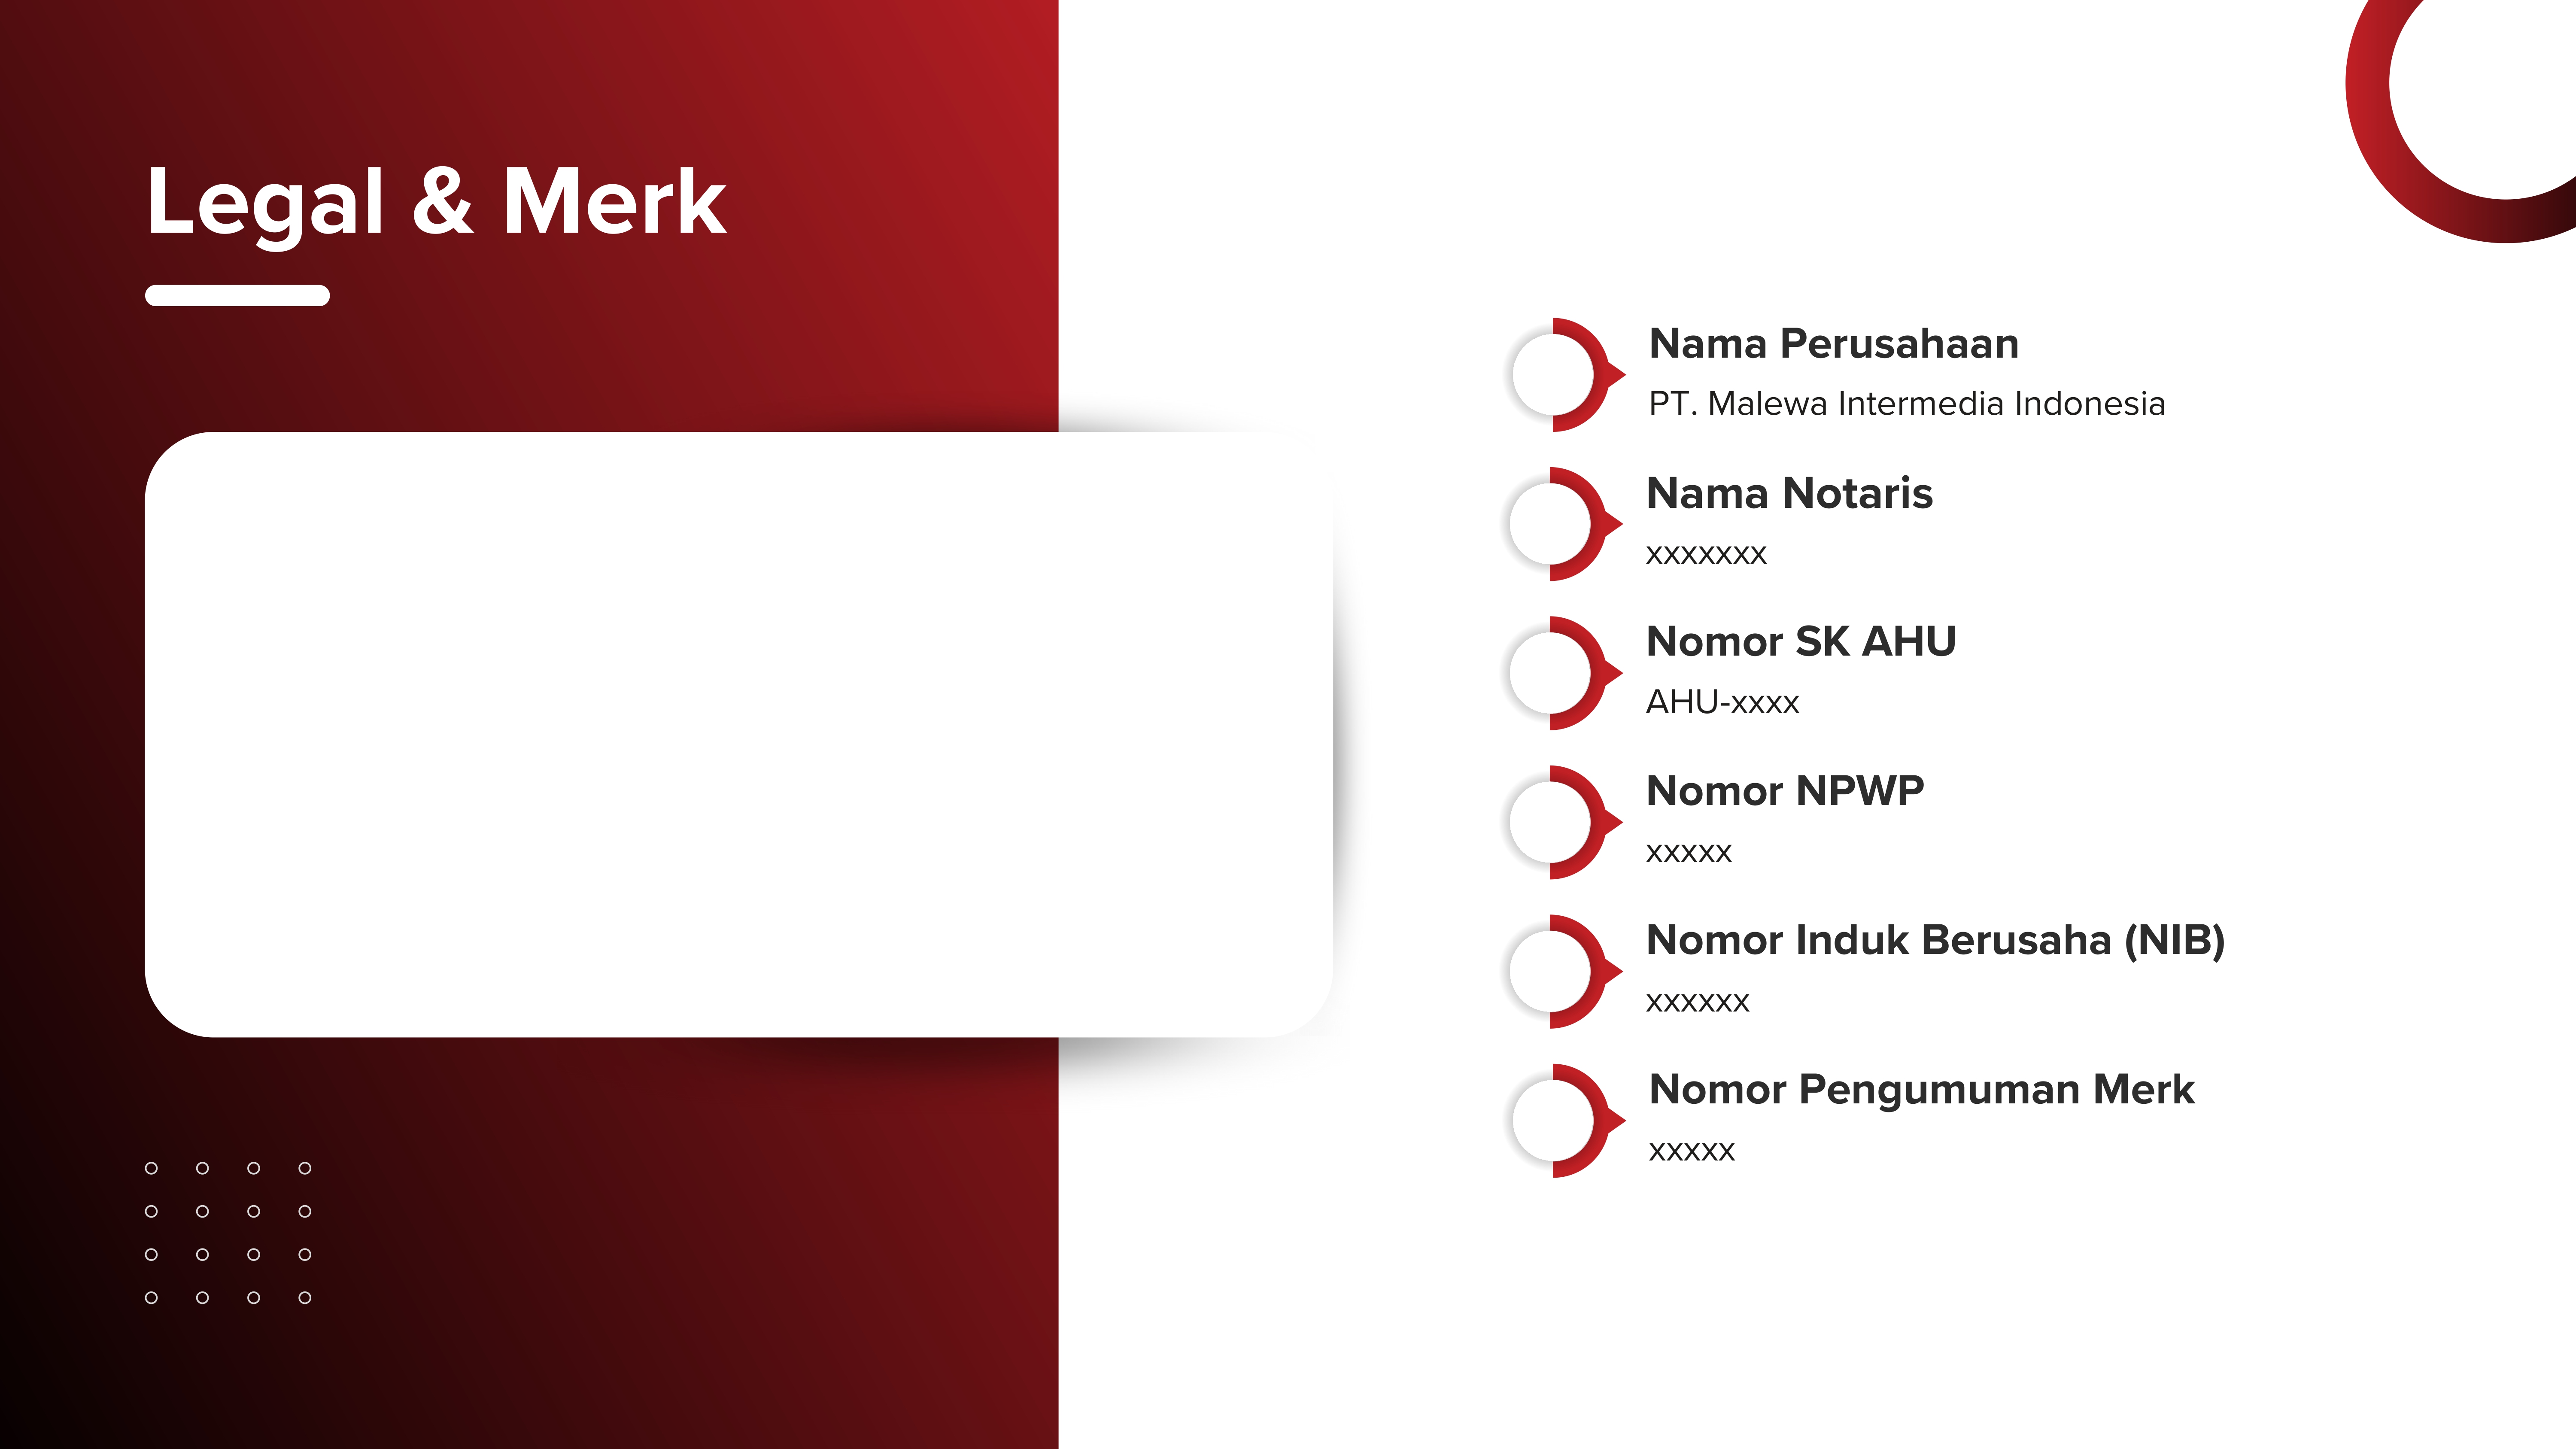 Legal & Merk
Nama Perusahaan
PT. Malewa Intermedia Indonesia
Nama Notaris
xxxxxxx
Nomor SK AHU
AHU-xxxx
Nomor NPWP
xxxxx
Nomor Induk Berusaha (NIB)
xxxxxx
Nomor Pengumuman Merk
xxxxx